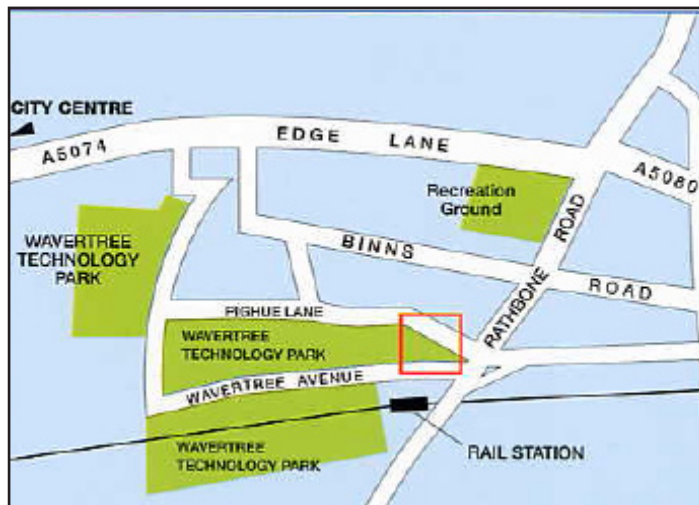 CITY CENTRE
A5074
EDGE LANE
A5080
Recreation
Ground
WAVERTREE
TECHNOLOGY
PARK
BINNS ROAD
RATHBONE ROAD
PIGHUE LANE
WAVERTREE
TECHNOLOGY PARK
WAVERTREE AVENUE
WAVERTREE
TECHNOLOGY PARK
RAIL STATION